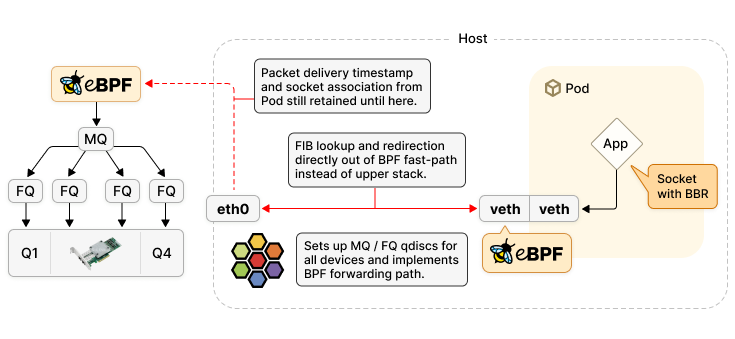 Host
eBPF
Packet delivery timestamp
and socket association from
Pod still retained until here.
Pod
MQ
FIB lookup and redirection
directly out of BPF fast-path
instead of upper stack.
App
FQ
FQ
FQ
FQ
Socket
with BBR
eth0
veth
veth
Q1
Q4
Sets up MQ / FQ qdiscs for
all devices and implements
BPF forwarding path.
eBPF